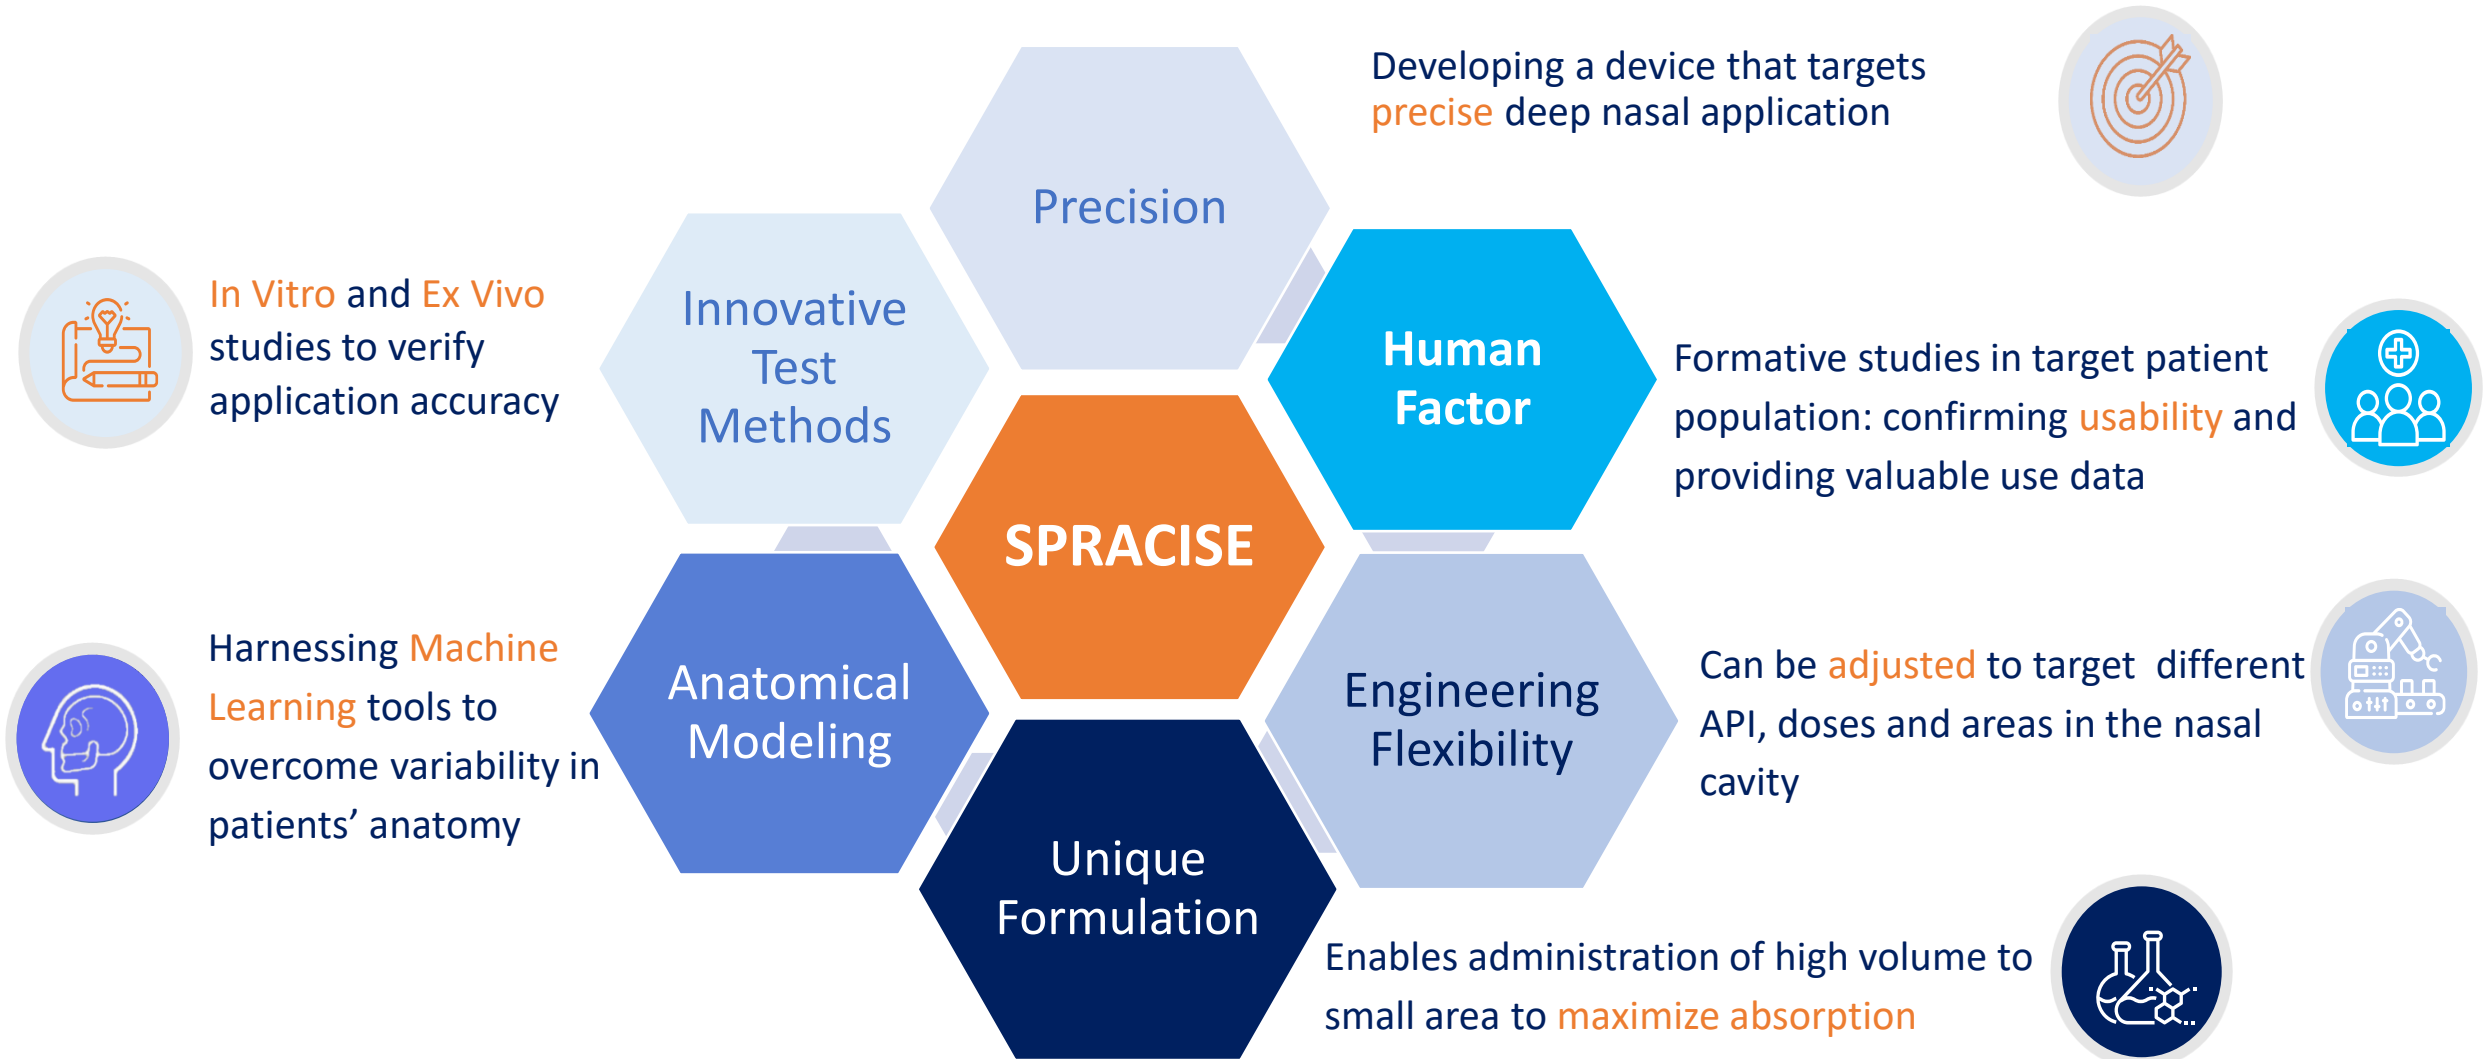 Precision
Developing a device that targets
precise deep nasal application
Human
Factor
Formative studies in target patient
population: confirming usability and
providing valuable use data
Engineering
Flexibility
Can be adjusted to target  different
API, doses and areas in the nasal
cavity
Unique
Formulation
Enables administration of high volume to
small area to maximize absorption
Anatomical
Modeling
Harnessing Machine
Learning tools to
overcome variability in
patients’ anatomy
Innovative
Test
Methods
In Vitro and Ex Vivo
studies to verify
application accuracy
SPRACISE